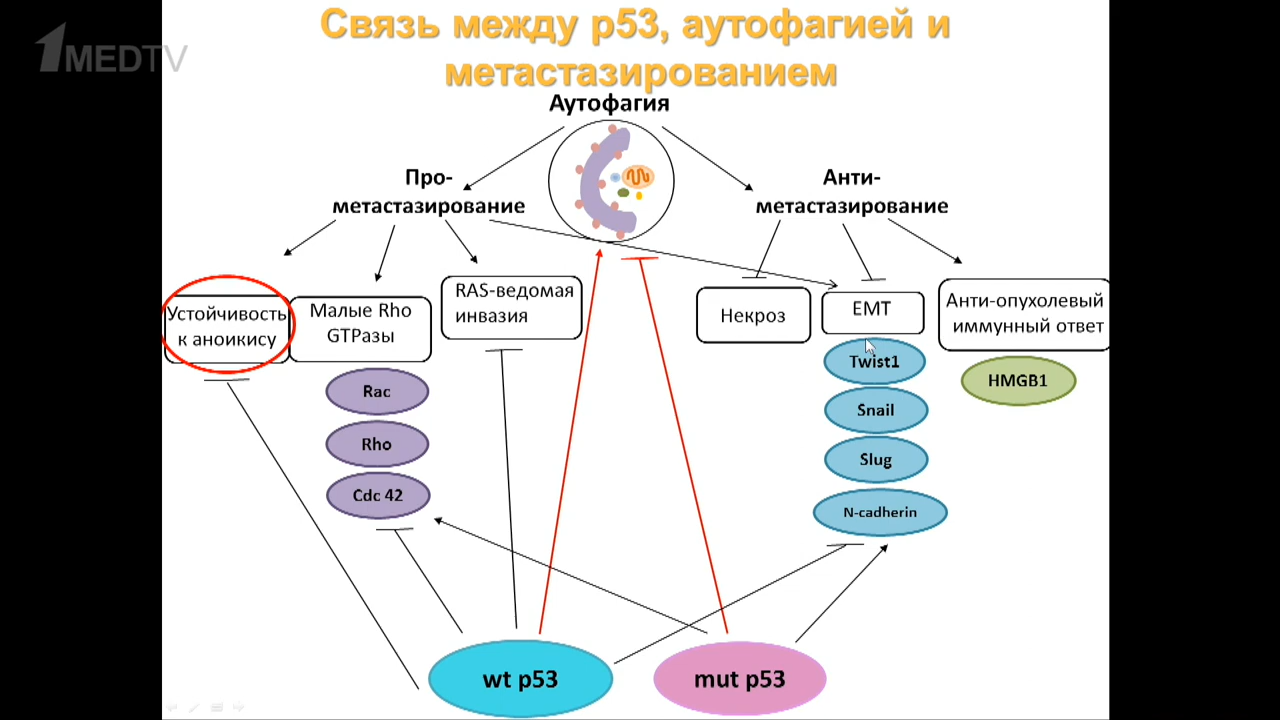 1MEDTV
Связь между p53, аутофагией и
метастазированием
Аутофагия
Про-
метастазирование
Анти-
метастазирование
Устойчивость
к аноикису
Малые Rho
GTPазы
RAS-ведомая
инвазия
Некроз
EMT
Анти-опухолевый
иммунный ответ
Rac
Rho
Cdc 42
Twist1
Snail
Slug
N-cadherin
HMGB1
wt p53
mut p53